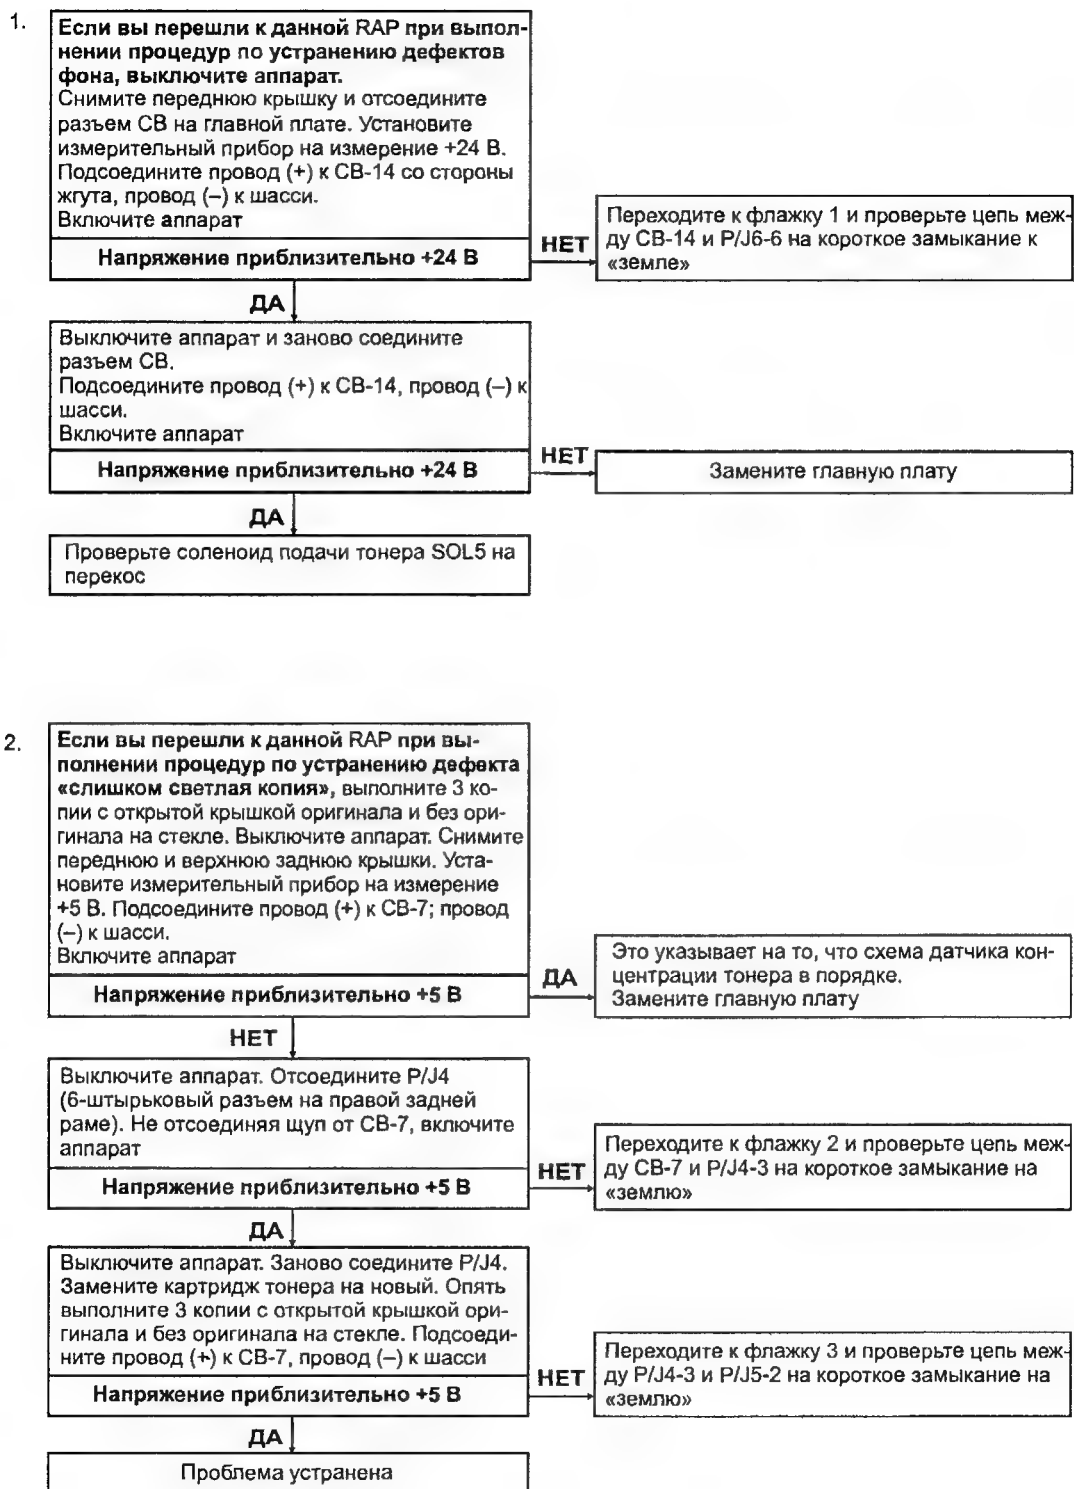 1.
Если вы перешли к данной RAP при выпол-
нении процедур по устранению дефектов
фона, выключите аппарат.
Снимите переднюю крышку и отсоедините
разъем СВ на главной плате. Установите
измерительный прибор на измерение +24 В.
Подсоедините провод (+) к СВ-14 со стороны
жгута, провод (–) к шасси.
Включите аппарат
Напряжение приблизительно +24 В
НЕТ
Переходите к флажку 1 и проверьте цепь меж-
ду СВ-14 и P/J6-6 на короткое замыкание к
«земле»
ДА
Выключите аппарат и заново соедините
разъем СВ.
Подсоедините провод (+) к СВ-14, провод (–) к
шасси.
Включите аппарат
Напряжение приблизительно +24 В
НЕТ
Замените главную плату
ДА
Проверьте соленоид подачи тонера SOL5 на
перекос
2.
Если вы перешли к данной RAP при вы-
полнении процедур по устранению дефекта
«слишком светлая копия», выполните 3 ко-
пии с открытой крышкой оригинала и без ори-
гинала на стекле. Выключите аппарат. Снимите
переднюю и верхнюю заднюю крышки. Уста-
новите измерительный прибор на измерение
+5 В. Подсоедините провод (+) к СВ-7; провод
(–) к шасси.
Включите аппарат
Напряжение приблизительно +5 В
ДА
Это указывает на то, что схема датчика кон-
центрации тонера в порядке.
Замените главную плату
НЕТ
Выключите аппарат. Отсоедините P/J4
(6-штырьковый разъем на правой задней
раме). Не отсоединяя щуп от СВ-7, включите
аппарат
Напряжение приблизительно +5 В
НЕТ
Переходите к флажку 2 и проверьте цепь меж-
ду СВ-7 и P/J4-3 на короткое замыкание на
«землю»
ДА
Выключите аппарат. Заново соедините P/J4.
Замените картридж тонера на новый. Опять
выполните 3 копии с открытой крышкой ори-
гинала и без оригинала на стекле. Подсоеди-
ните провод (+) к СВ-7, провод (–) к шасси
Напряжение приблизительно +5 В
НЕТ
Переходите к флажку 3 и проверьте цепь меж-
ду P/J4-3 и P/J5-2 на короткое замыкание на
«землю»
ДА
Проблема устранена